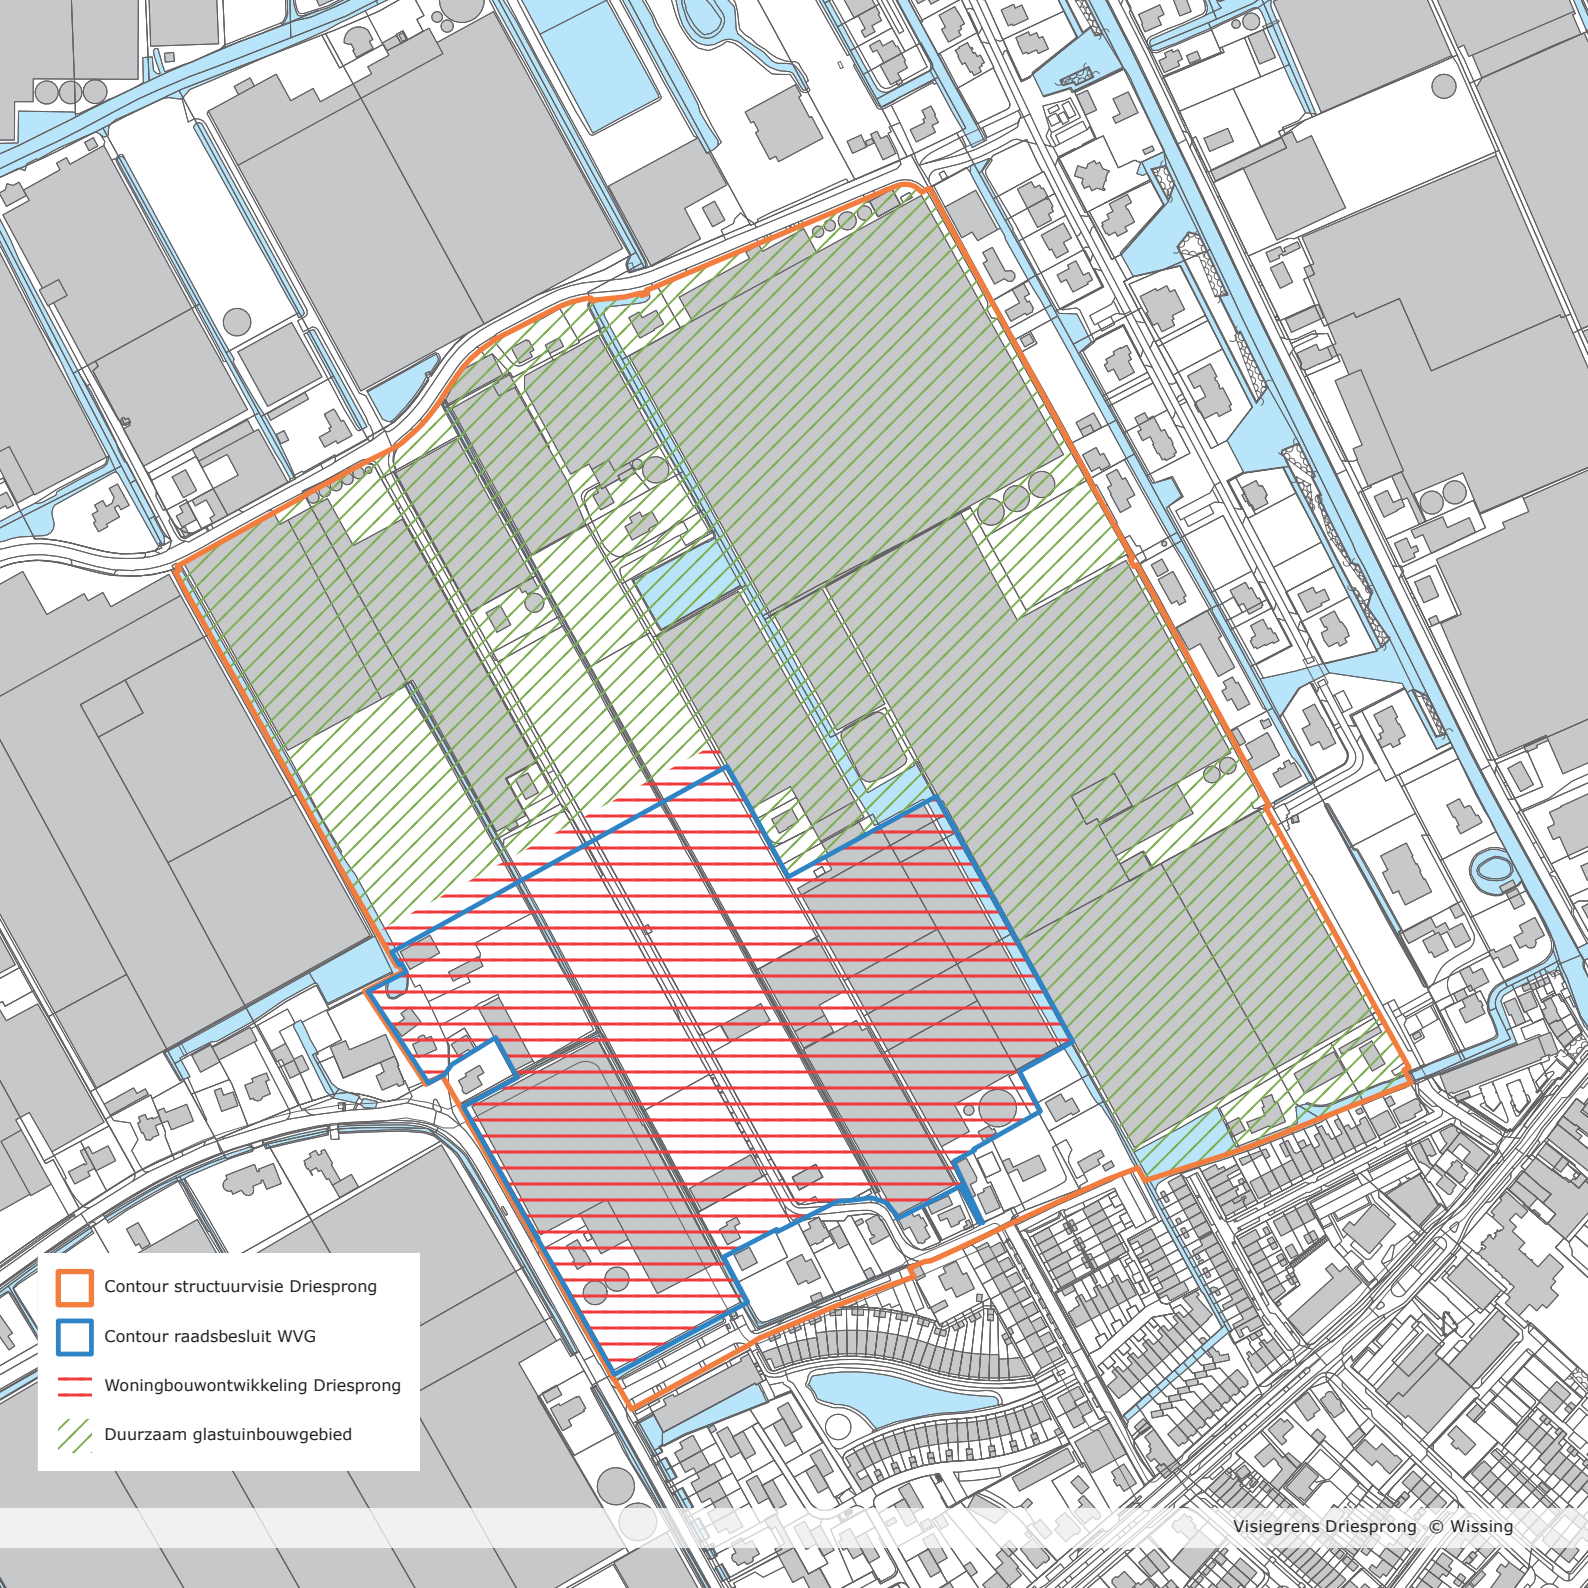 Contour structuurvisie Driesprong
Contour raadsbesluit WVG
Woningbouwontwikkeling Driesprong
Duurzaam glastuinbouwgebied
Visiegrens Driesprong © Wissing